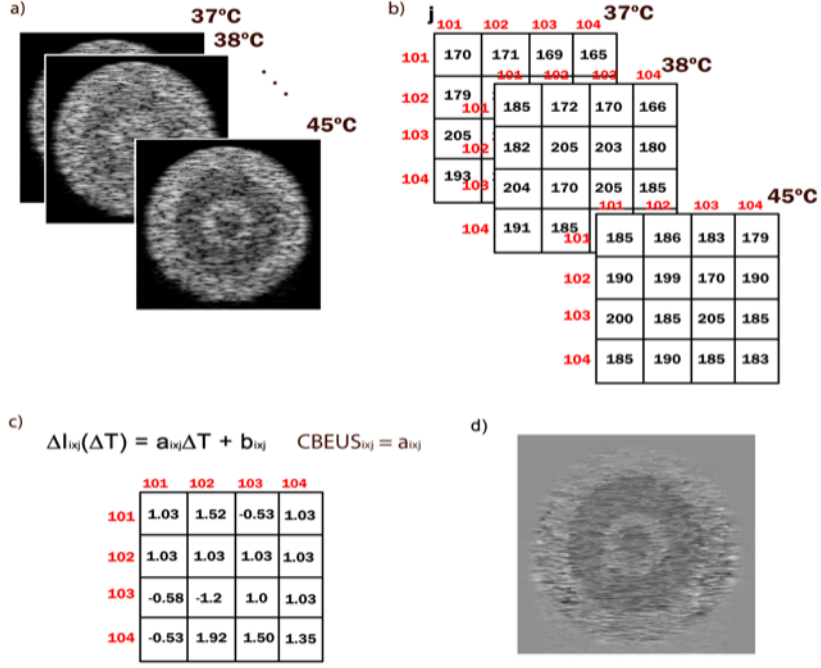 a)
37ºC
38ºC
45ºC
b)
j
37ºC
101 102 103 104
101 170 171 169 165
102 179
103 205
104 193
38ºC
101 102 103 104
101 185 172 170 166
102 182 205 203 180
103 204 170 205 185
104 191 185
45ºC
101 102 103 104
101 185 186 183 179
102 190 199 170 190
103 200 185 205 185
104 185 190 185 183
c)
ΔIixj(ΔT) = aixjΔT + bixj CBEUSixj = aixj
101 102 103 104
101 1.03 1.52 -0.53 1.03
102 1.03 1.03 1.03 1.03
103 -0.58 -1.2 1.0 1.03
104 -0.53 1.92 1.50 1.35
d)